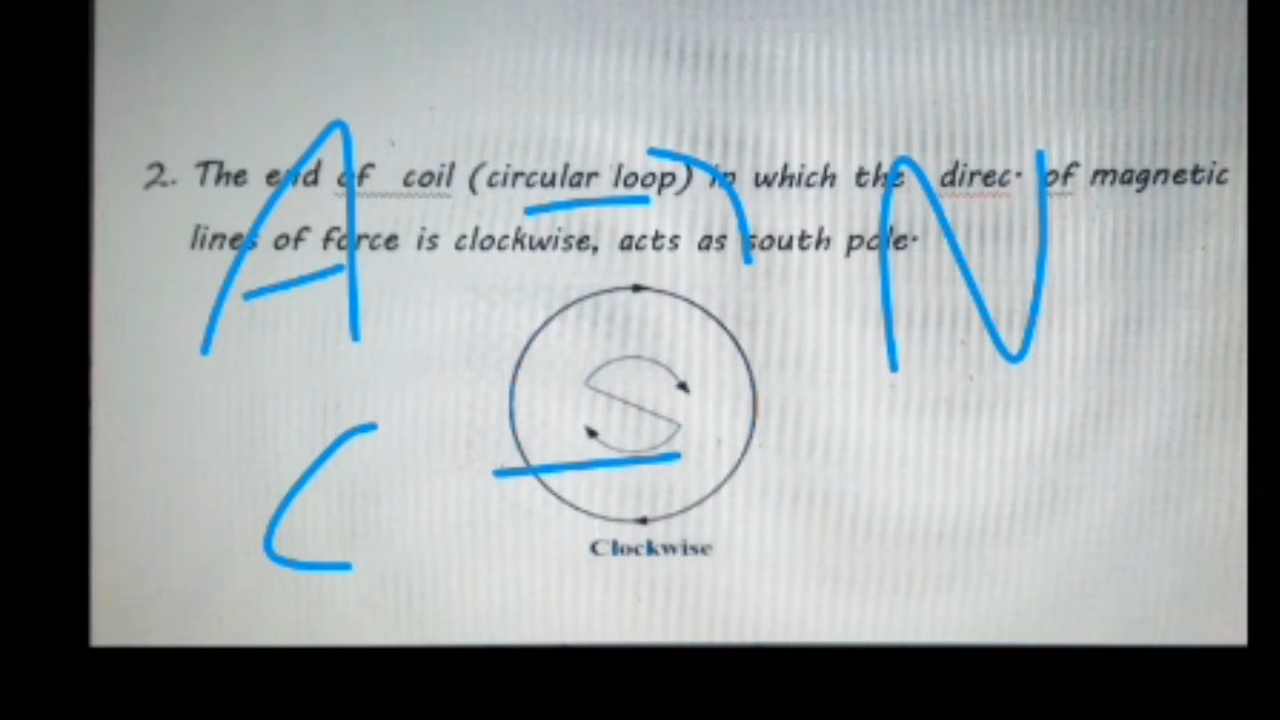 2. The end of coil (circular loop) in which the direc. of magnetic
lines of force is clockwise, acts as south pole.
A - N
C -
S
Clockwise